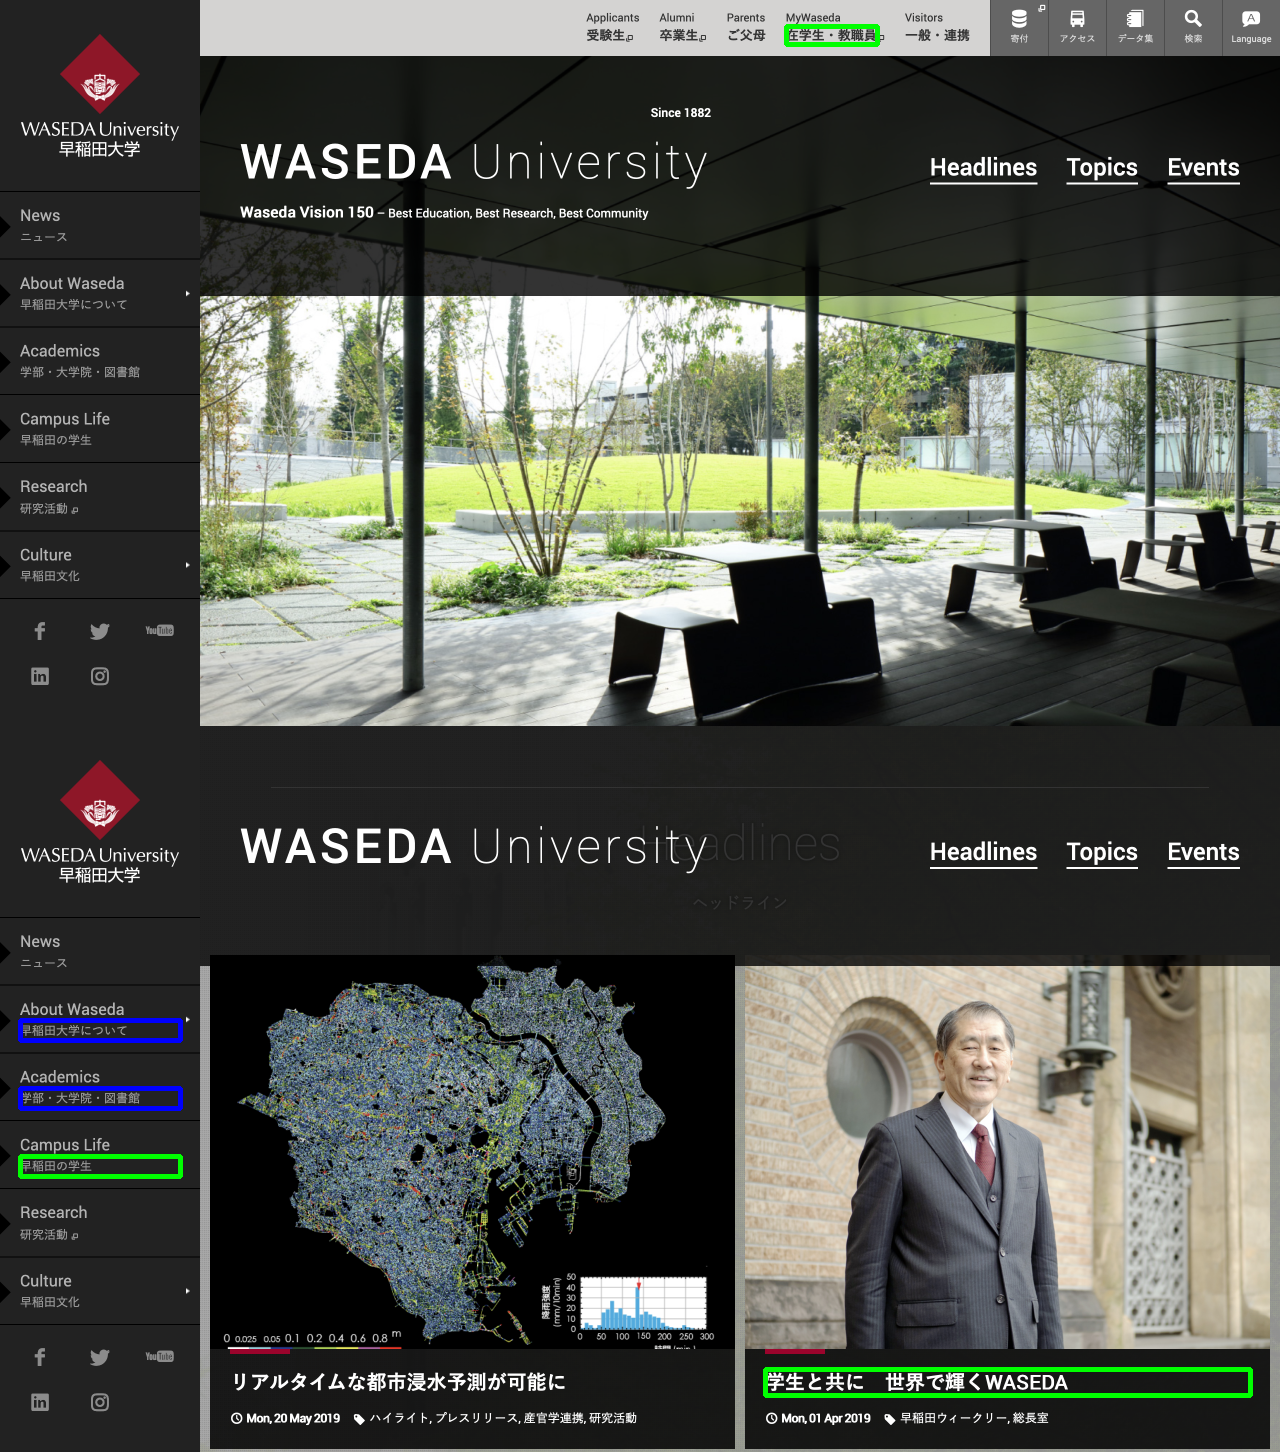 WASEDA University
早稲田大学
News
ニュース
About Waseda
早稲田大学について
Academics
学部・大学院・図書館
Campus Life
早稲田の学生
Research
研究活動
Culture
早稲田文化
You Tube
Applicants
受験生
Alumni
卒業生
Parents
ご父母
MyWaseda
在学生・教職員
Visitors
一般・連携
寄付
アクセス
データ集
検索
Language
Since 1882
WASEDA University
Waseda Vision 150 – Best Education, Best Research, Best Community
Headlines Topics Events
WASEDA University
早稲田大学
News
ニュース
About Waseda
早稲田大学について
Academics
学部・大学院・図書館
Campus Life
早稲田の学生
Research
研究活動
Culture
早稲田文化
You Tube
WASEDA University
Headlines Topics Events
Headlines
ヘッドライン
降雨強度
(mm/10min)
50
40
30
20
10
0
0 50 100 150 200 250 300
時間 (min.)
0 0.025 0.05 0.1 0.2 0.4 0.6 0.8 m
リアルタイムな都市浸水予測が可能に
Mon, 20 May 2019 ハイライト, プレスリリース, 産官学連携, 研究活動
学生と共に　世界で輝くWASEDA
Mon, 01 Apr 2019 早稲田ウィークリー, 総長室